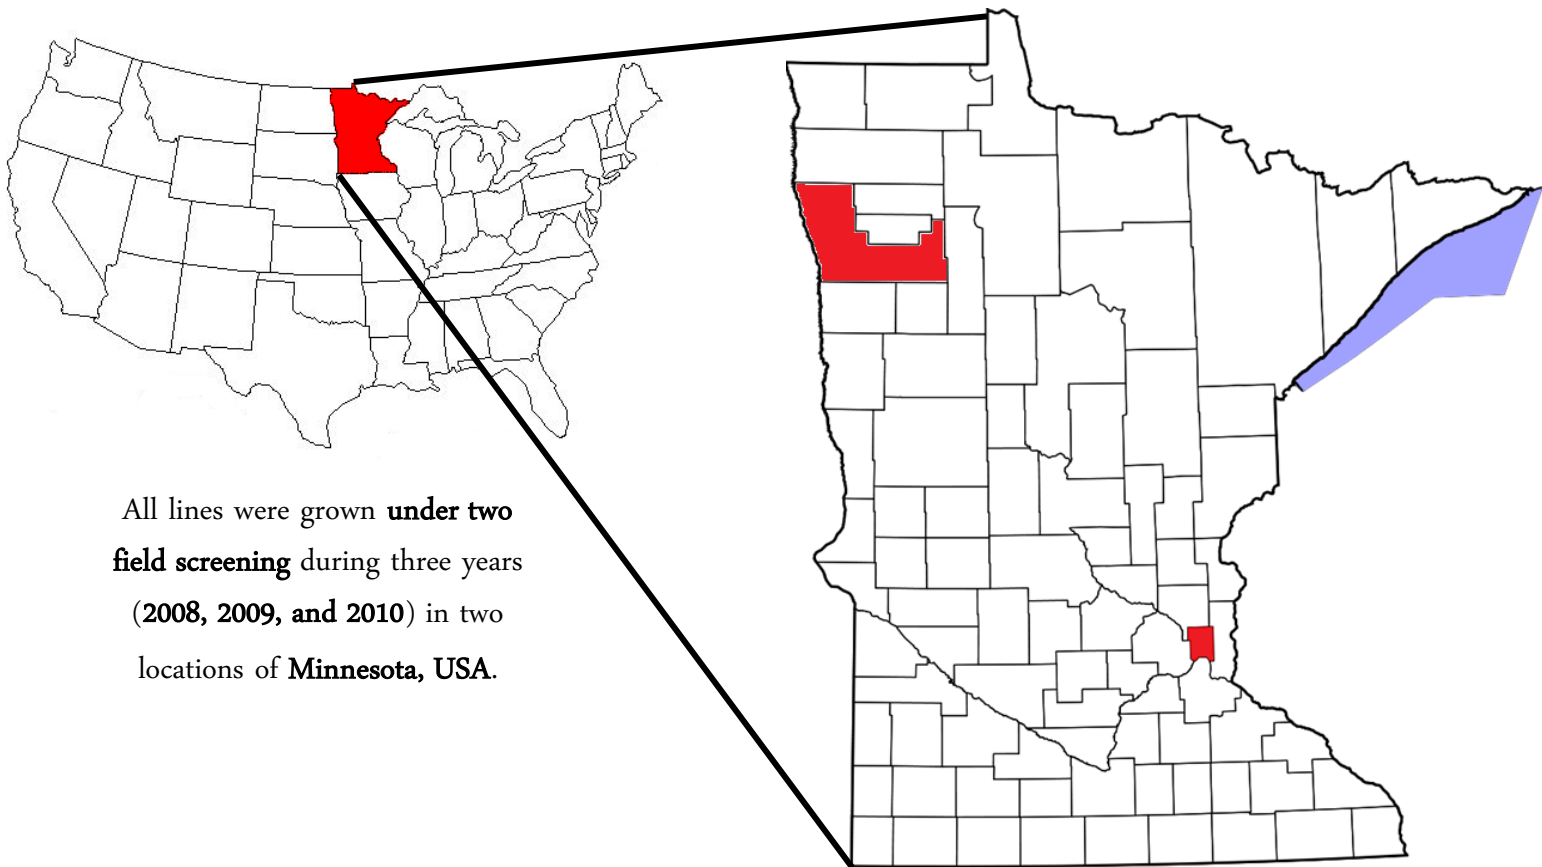 All lines were grown under two
field screening during three years
(2008, 2009, and 2010) in two
locations of Minnesota, USA.